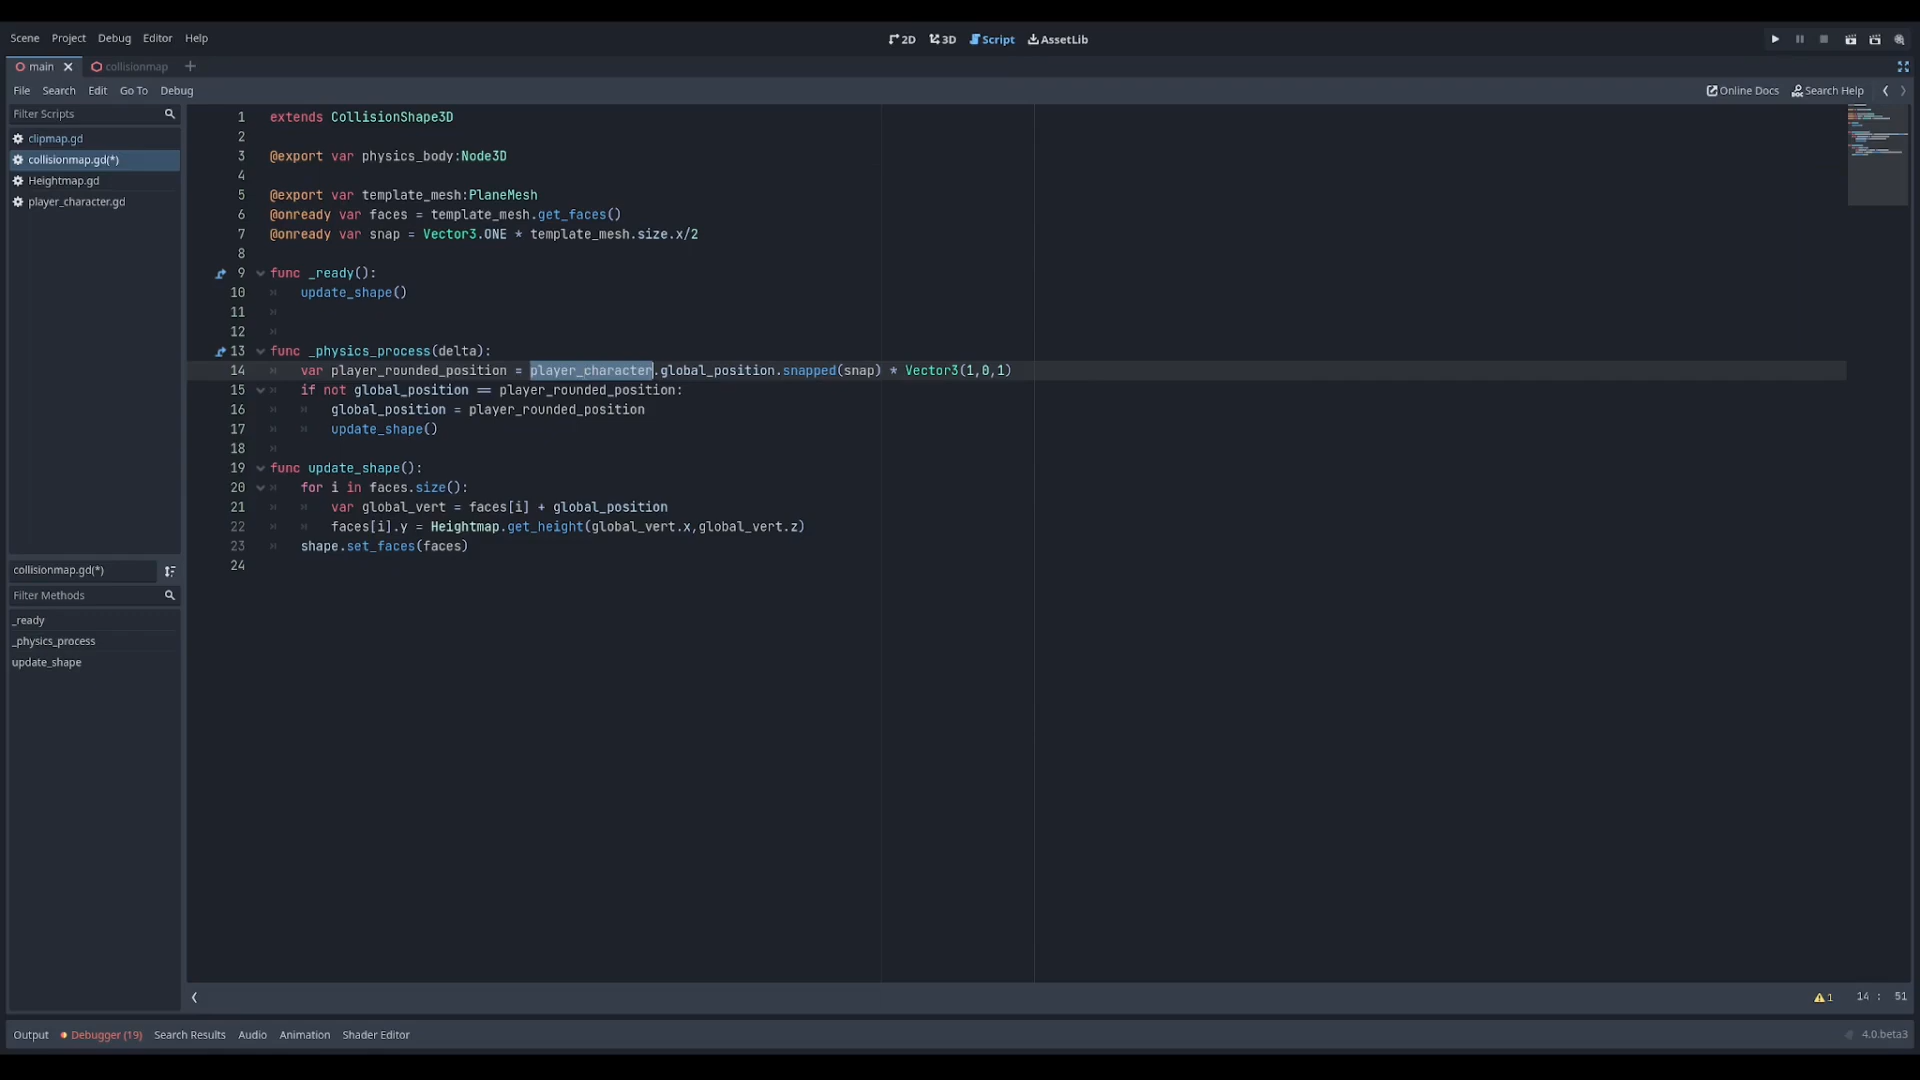 Scene Project Debug Editor Help
2D 3D Script AssetLib
main collisionmap
File Search Edit Go To Debug
Online Docs Search Help
Filter Scripts
clipmap.gd
collisionmap.gd(*)
Heightmap.gd
player_character.gd
collisionmap.gd(*)
Filter Methods
_ready
_physics_process
update_shape
1 extends CollisionShape3D
2
3 @export var physics_body:Node3D
4
5 @export var template_mesh:PlaneMesh
6 @onready var faces = template_mesh.get_faces()
7 @onready var snap = Vector3.ONE * template_mesh.size.x/2
8
9 func _ready():
10 update_shape()
11
12
13 func _physics_process(delta):
14 var player_rounded_position = player_character.global_position.snapped(snap) * Vector3(1,0,1)
15 if not global_position == player_rounded_position:
16 global_position = player_rounded_position
17 update_shape()
18
19 func update_shape():
20 for i in faces.size():
21 var global_vert = faces[i] + global_position
22 faces[i].y = Heightmap.get_height(global_vert.x,global_vert.z)
23 shape.set_faces(faces)
24
1 14 : 51
Output Debugger (19) Search Results Audio Animation Shader Editor
4.0.beta3